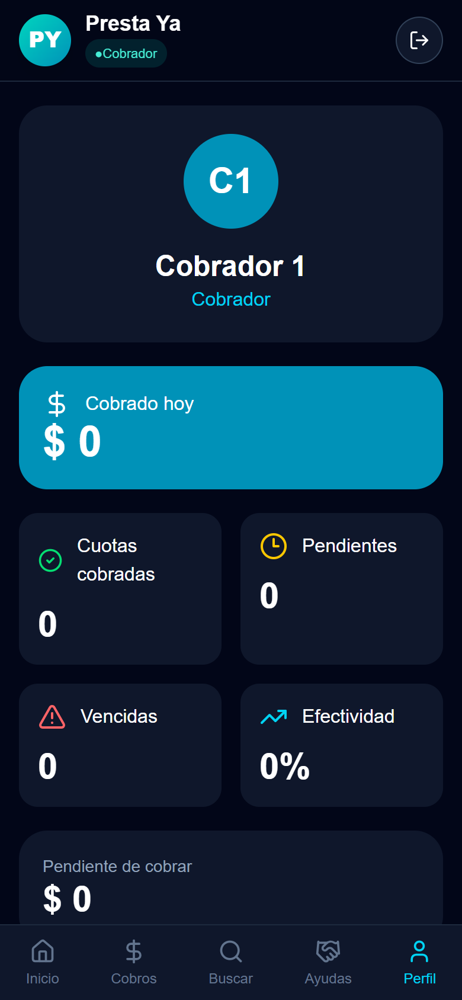 PY
Presta Ya
●Cobrador
C1
Cobrador 1
Cobrador
Cobrado hoy
$ 0
Cuotas
cobradas
0
Pendientes
0
Vencidas
0
Efectividad
0%
Pendiente de cobrar
$ 0
Inicio
Cobros
Buscar
Ayudas
Perfil